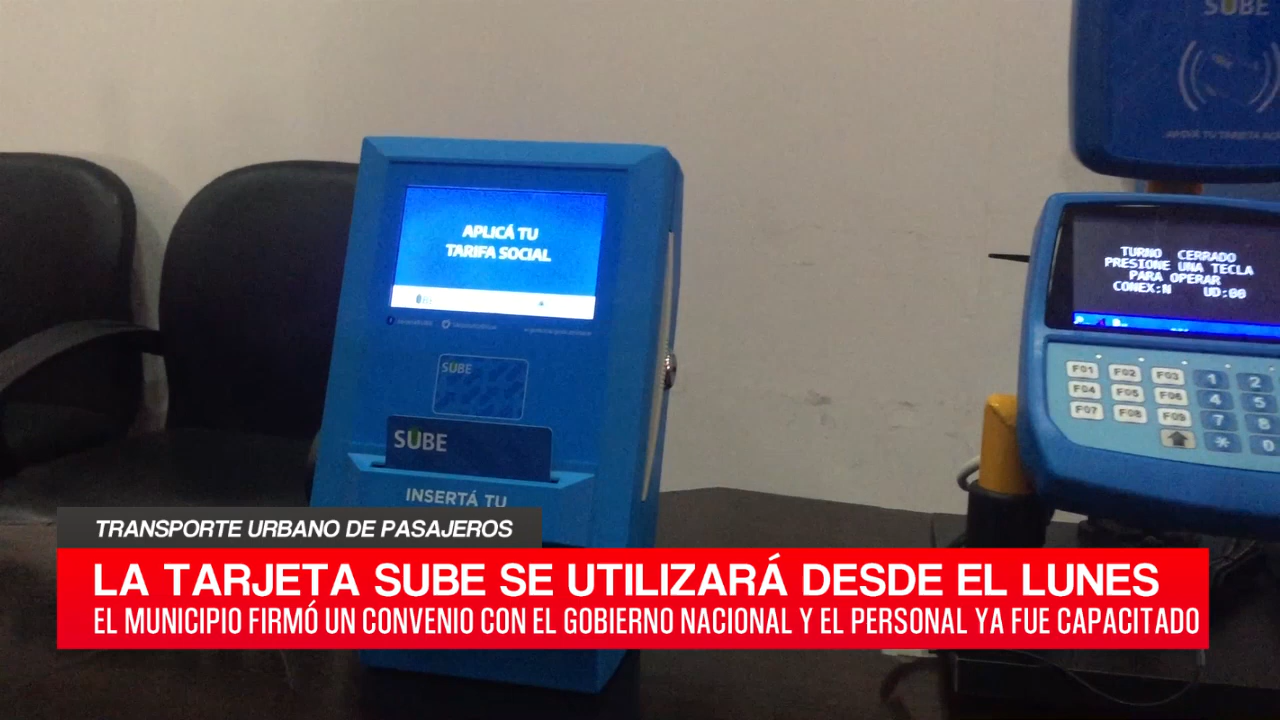 SUBE
APLICÁ TU
TARIFA SOCIAL
TURNO CERRADO
PRESIONE UNA TECLA
PARA OPERAR
CONEX:N UD:00
SUBE
SUBE
INSERTÁ TU
F01 F02 F03 1 2
F04 F05 F06 4 5
F07 F08 F09 7 8
* 0
TRANSPORTE URBANO DE PASAJEROS
LA TARJETA SUBE SE UTILIZARÁ DESDE EL LUNES
EL MUNICIPIO FIRMÓ UN CONVENIO CON EL GOBIERNO NACIONAL Y EL PERSONAL YA FUE CAPACITADO